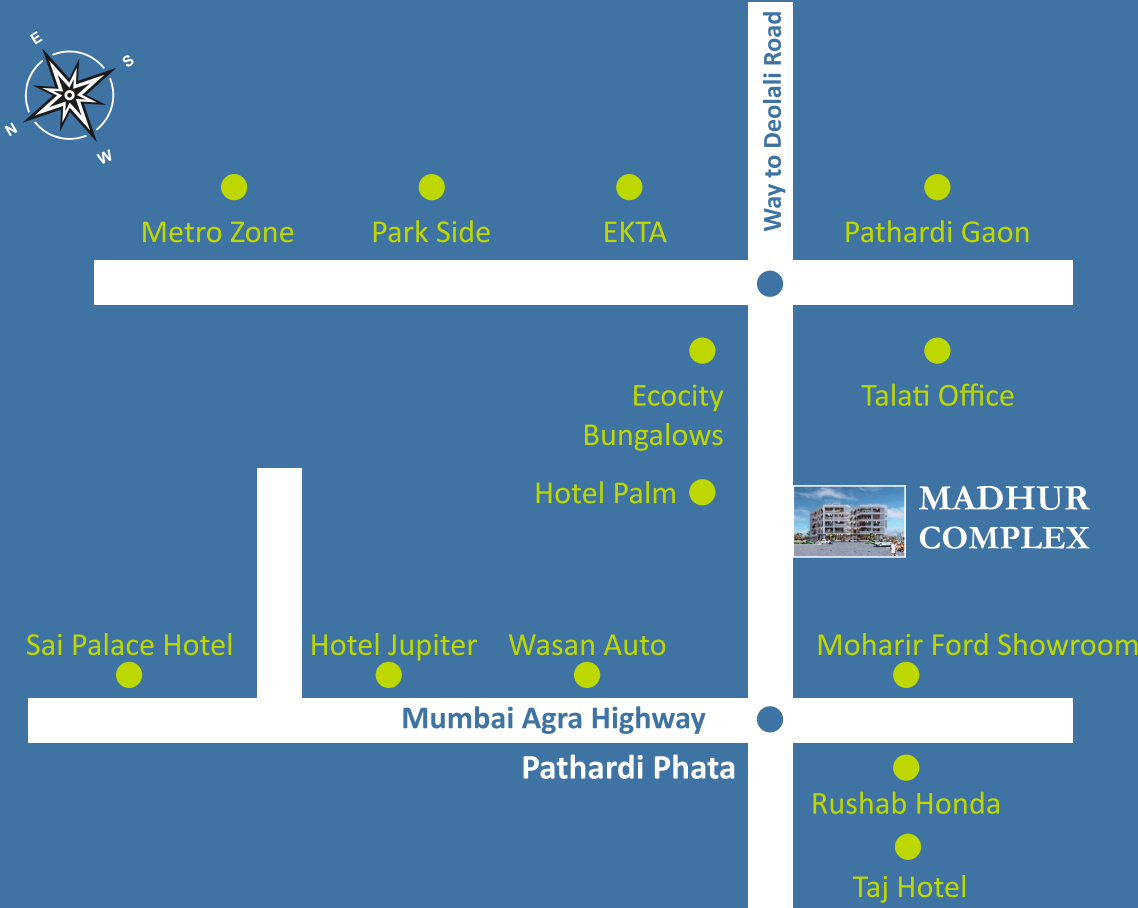 E
S
N
W
Way to Deolali Road
Metro Zone
Park Side
EKTA
Pathardi Gaon
Ecocity
Bungalows
Talati Office
Hotel Palm
MADHUR
COMPLEX
Sai Palace Hotel
Hotel Jupiter
Wasan Auto
Moharir Ford Showroom
Mumbai Agra Highway
Pathardi Phata
Rushab Honda
Taj Hotel